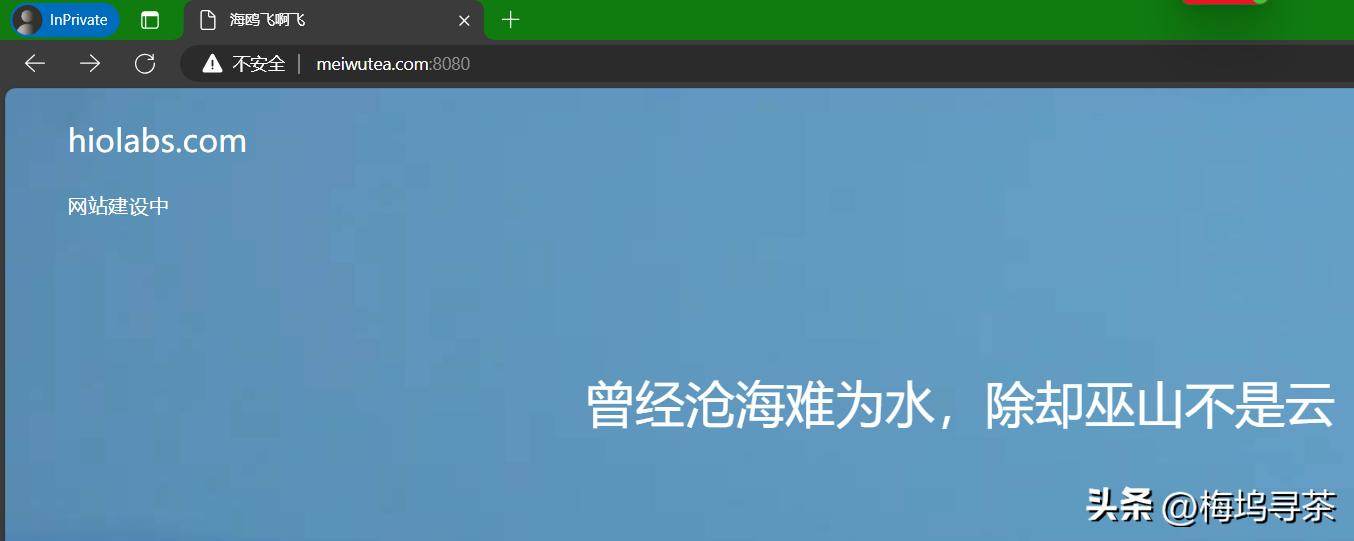 InPrivate
海鸥飞啊飞
不安全
meiwutea.com:8080
hiolabs.com
网站建设中
曾经沧海难为水，除却巫山不是云
头条 @梅坞寻茶